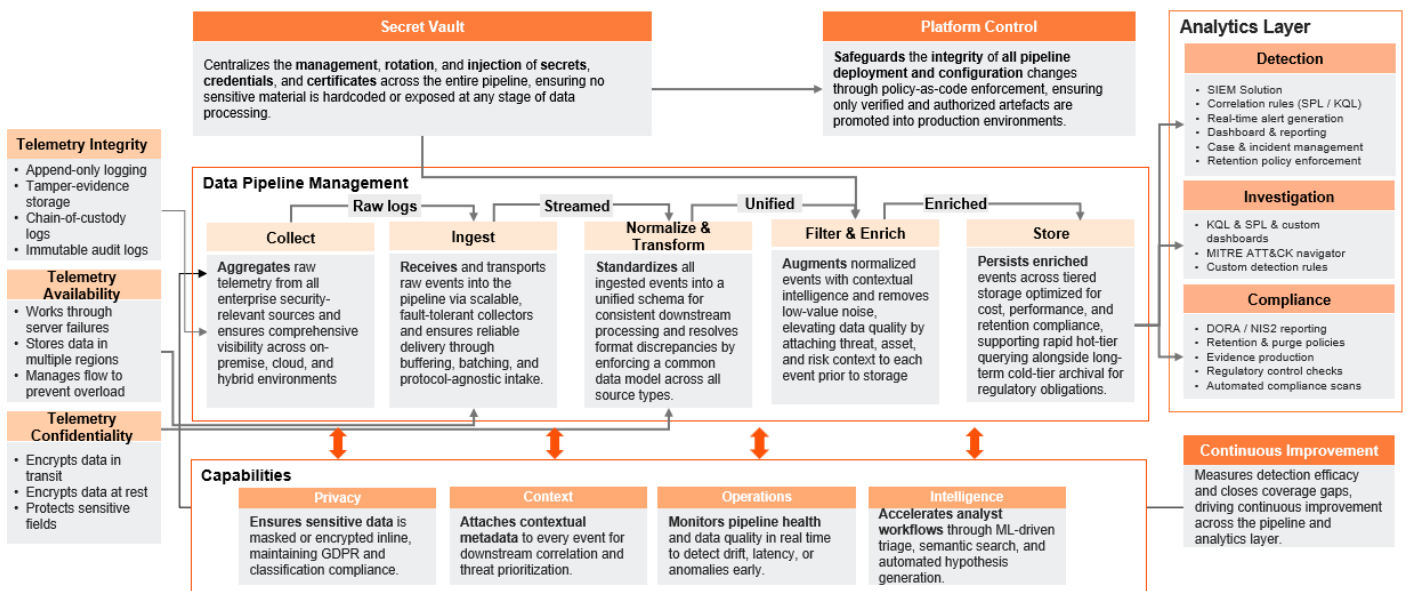 Secret Vault
Centralizes the management, rotation, and injection of secrets,
credentials, and certificates across the entire pipeline, ensuring no
sensitive material is hardcoded or exposed at any stage of data
processing.
Platform Control
Safeguards the integrity of all pipeline
deployment and configuration changes
through policy-as-code enforcement, ensuring
only verified and authorized artefacts are
promoted into production environments.
Analytics Layer
Detection
• SIEM Solution
• Correlation rules (SPL / KQL)
• Real-time alert generation
• Dashboard & reporting
• Case & incident management
• Retention policy enforcement
Investigation
• KQL & SPL & custom
dashboards
• MITRE ATT&CK navigator
• Custom detection rules
Compliance
• DORA / NIS2 reporting
• Retention & purge policies
• Evidence production
• Regulatory control checks
• Automated compliance scans
Telemetry Integrity
• Append-only logging
• Tamper-evidence
storage
• Chain-of-custody
logs
• Immutable audit logs
Telemetry
Availability
• Works through
server failures
• Stores data in
multiple regions
• Manages flow to
prevent overload
Telemetry
Confidentiality
• Encrypts data in
transit
• Encrypts data at rest
• Protects sensitive
fields
Data Pipeline Management
Raw logs
Streamed
Unified
Enriched
Collect
Aggregates raw
telemetry from all
enterprise security-
relevant sources and
ensures comprehensive
visibility across on-
premise, cloud, and
hybrid environments
Ingest
Receives and transports
raw events into the
pipeline via scalable,
fault-tolerant collectors
and ensures reliable
delivery through
buffering, batching, and
protocol-agnostic intake.
Normalize &
Transform
Standardizes all
ingested events into a
unified schema for
consistent downstream
processing and resolves
format discrepancies by
enforcing a common
data model across all
source types.
Filter & Enrich
Augments normalized
events with contextual
intelligence and removes
low-value noise,
elevating data quality by
attaching threat, asset,
and risk context to each
event prior to storage
Store
Persists enriched
events across tiered
storage optimized for
cost, performance, and
retention compliance,
supporting rapid hot-tier
querying alongside long-
term cold-tier archival for
regulatory obligations.
Capabilities
Privacy
Ensures sensitive data is
masked or encrypted inline,
maintaining GDPR and
classification compliance.
Context
Attaches contextual
metadata to every event for
downstream correlation and
threat prioritization.
Operations
Monitors pipeline health
and data quality in real time
to detect drift, latency, or
anomalies early.
Intelligence
Accelerates analyst
workflows through ML-driven
triage, semantic search, and
automated hypothesis
generation.
Continuous Improvement
Measures detection efficacy
and closes coverage gaps,
driving continuous improvement
across the pipeline and
analytics layer.